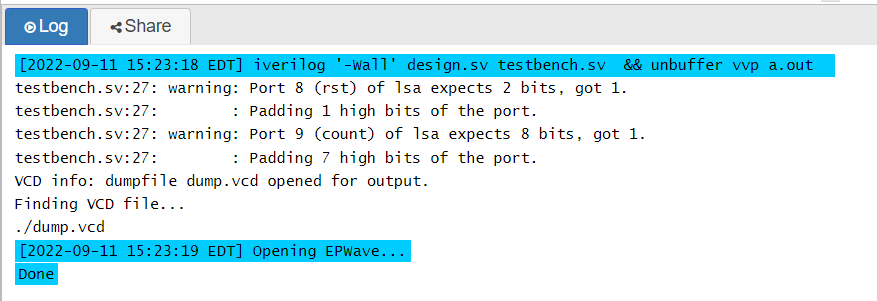 Log Share
[2022-09-11 15:23:18 EDT] iverilog '-Wall' design.sv testbench.sv  && unbuffer vvp a.out
testbench.sv:27: warning: Port 8 (rst) of lsa expects 2 bits, got 1.
testbench.sv:27:        : Padding 1 high bits of the port.
testbench.sv:27: warning: Port 9 (count) of lsa expects 8 bits, got 1.
testbench.sv:27:        : Padding 7 high bits of the port.
VCD info: dumpfile dump.vcd opened for output.
Finding VCD file...
./dump.vcd
[2022-09-11 15:23:19 EDT] Opening EPWave...
Done